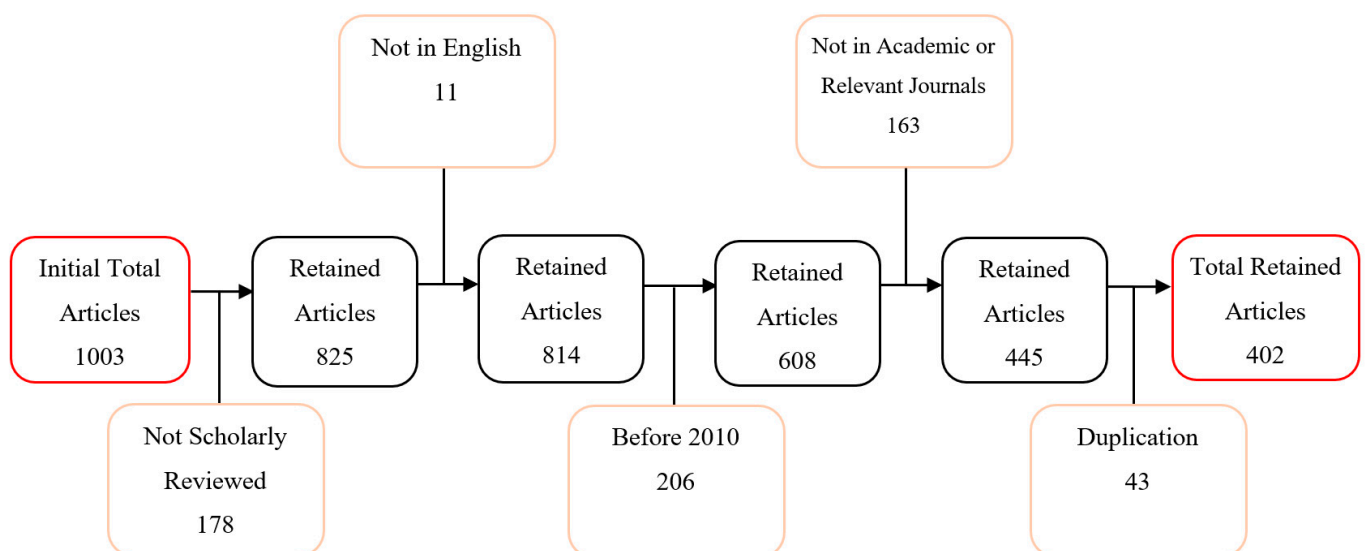 Not in English
11
Not in Academic or
Relevant Journals
163
Initial Total
Articles
1003
Retained
Articles
825
Retained
Articles
814
Retained
Articles
608
Retained
Articles
445
Total Retained
Articles
402
Not Scholarly
Reviewed
178
Before 2010
206
Duplication
43